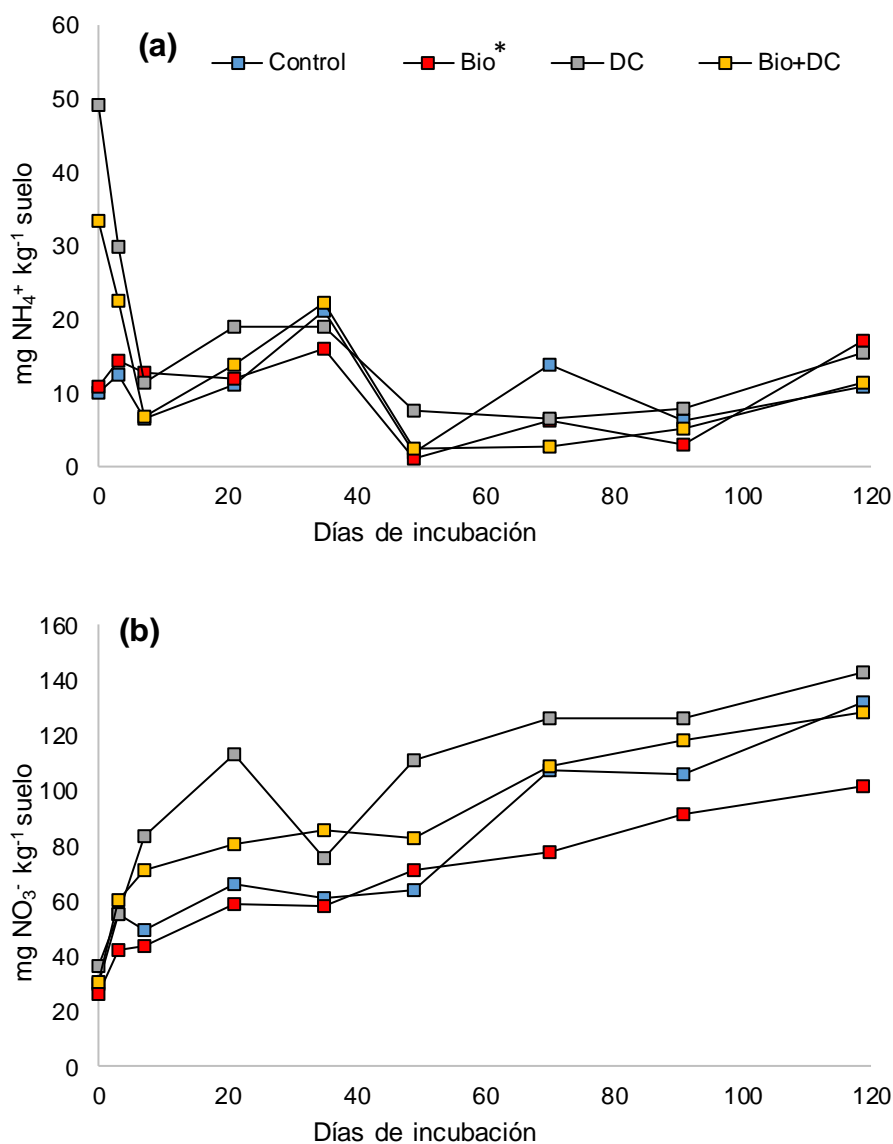 (a)
Control Bio* DC Bio+DC
60
50
40
30
20
10
0
mg NH₄⁺ kg⁻¹ suelo
0 20 40 60 80 100 120
Días de incubación
(b)
160
140
120
100
80
60
40
20
0
mg NO₃⁻ kg⁻¹ suelo
0 20 40 60 80 100 120
Días de incubación